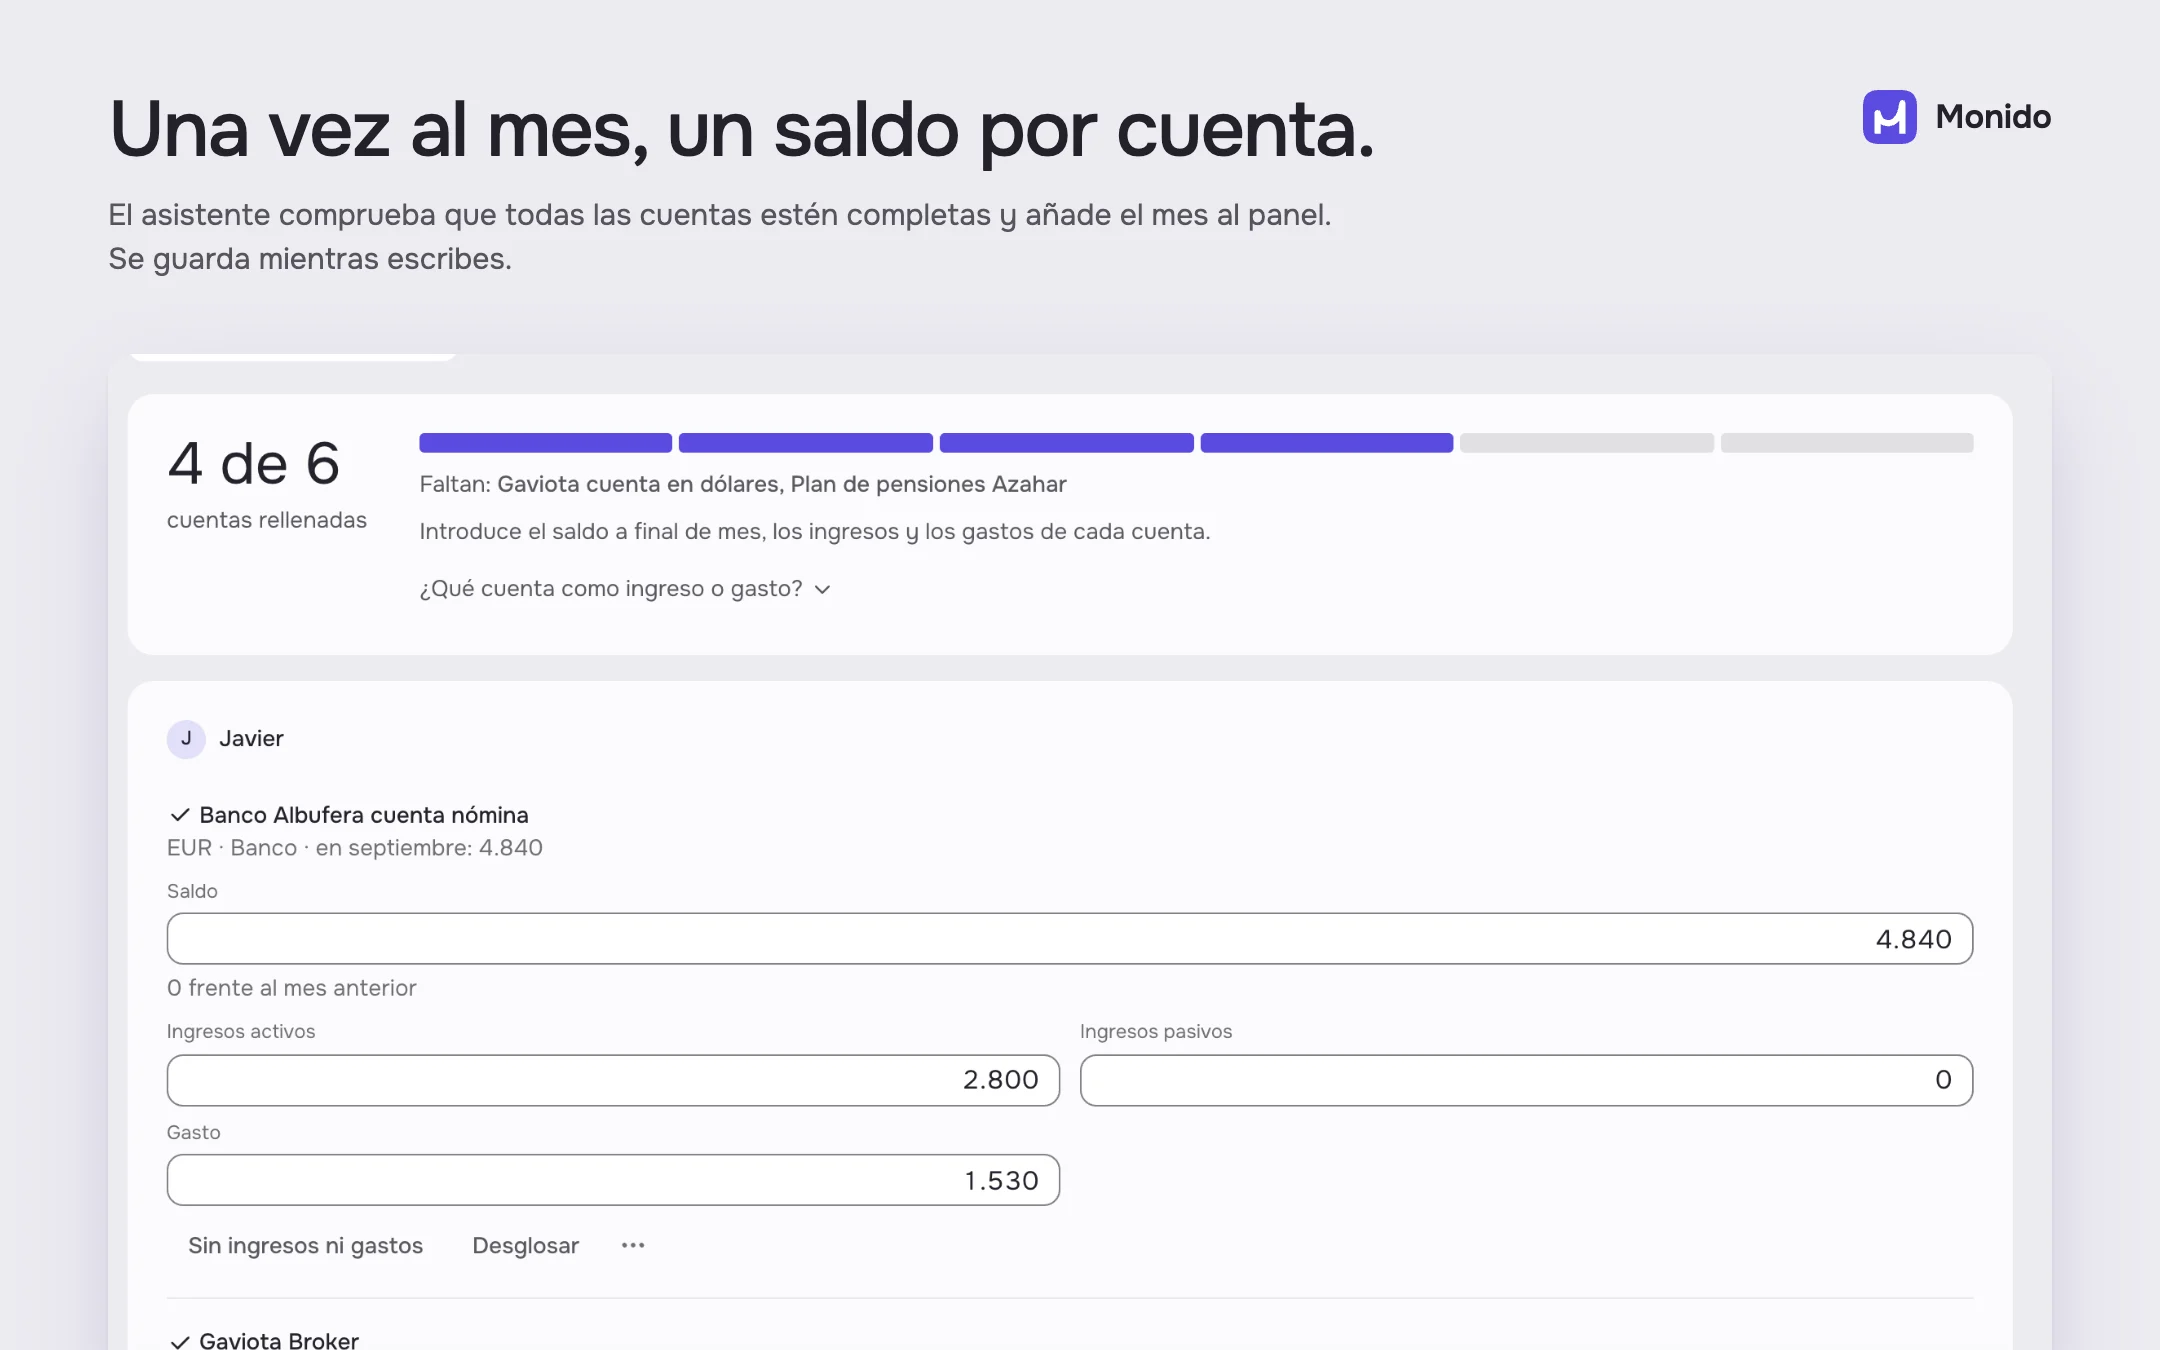 Una vez al mes, un saldo por cuenta.
Monido
El asistente comprueba que todas las cuentas estén completas y añade el mes al panel.
Se guarda mientras escribes.
4 de 6
cuentas rellenadas
Faltan: Gaviota cuenta en dólares, Plan de pensiones Azahar
Introduce el saldo a final de mes, los ingresos y los gastos de cada cuenta.
¿Qué cuenta como ingreso o gasto?
J Javier
Banco Albufera cuenta nómina
EUR · Banco · en septiembre: 4.840
Saldo
4.840
0 frente al mes anterior
Ingresos activos
2.800
Ingresos pasivos
0
Gasto
1.530
Sin ingresos ni gastos Desglosar ···
Gaviota Broker